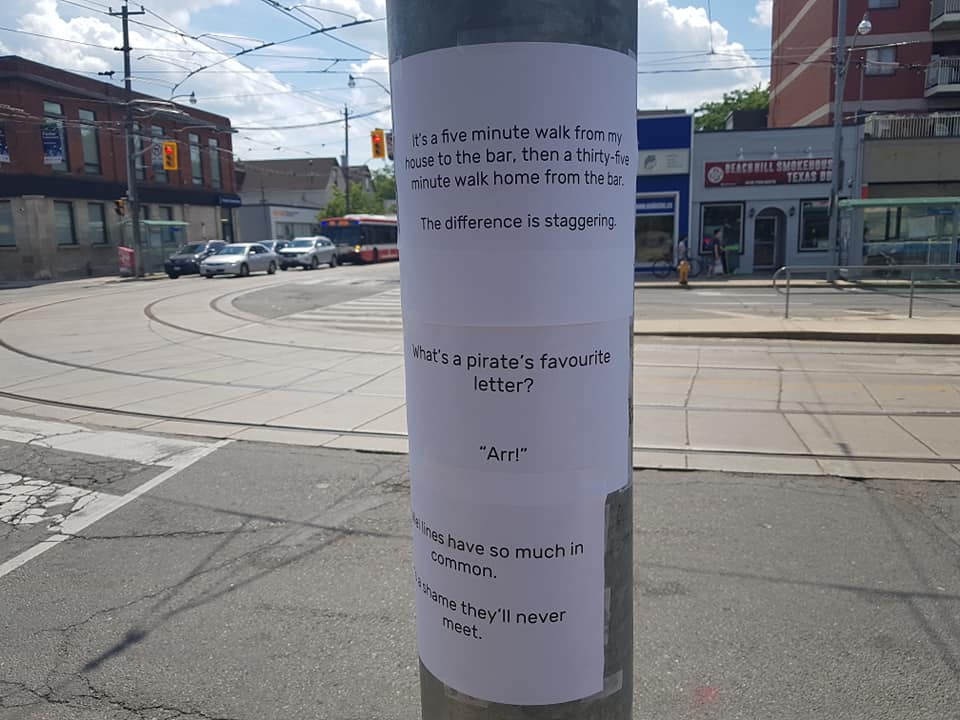 It's a five minute walk from my
house to the bar, then a thirty-five
minute walk home from the bar.
The difference is staggering.
What's a pirate's favourite
letter?
"Arr!"
lines have so much in
common.
a shame they'll never
meet.
BEACHHILL SMOKEHOUSE
TEXAS